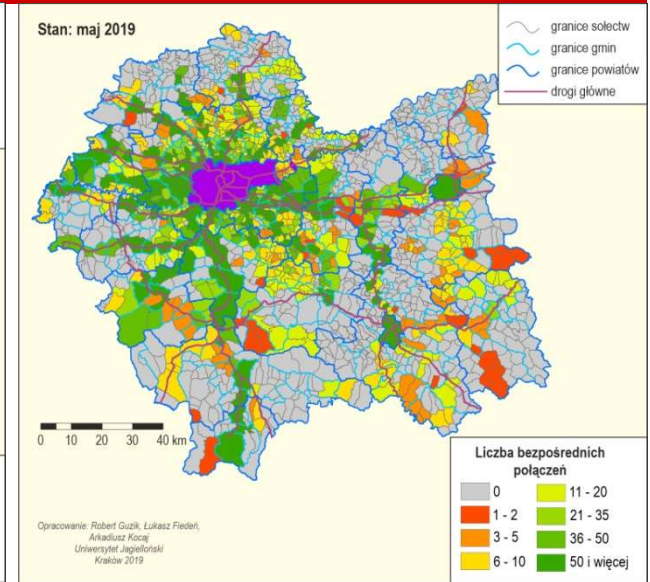 Stan: maj 2019
granice sołectw
granice gmin
granice powiatów
drogi główne
0 10 20 30 40 km
Liczba bezpośrednich
połączeń
0
1 - 2
3 - 5
6 - 10
11 - 20
21 - 35
36 - 50
50 i więcej
Opracowanie: Robert Guzik, Łukasz Fiedeń,
Arkadiusz Kocaj
Uniwersytet Jagielloński
Kraków 2019